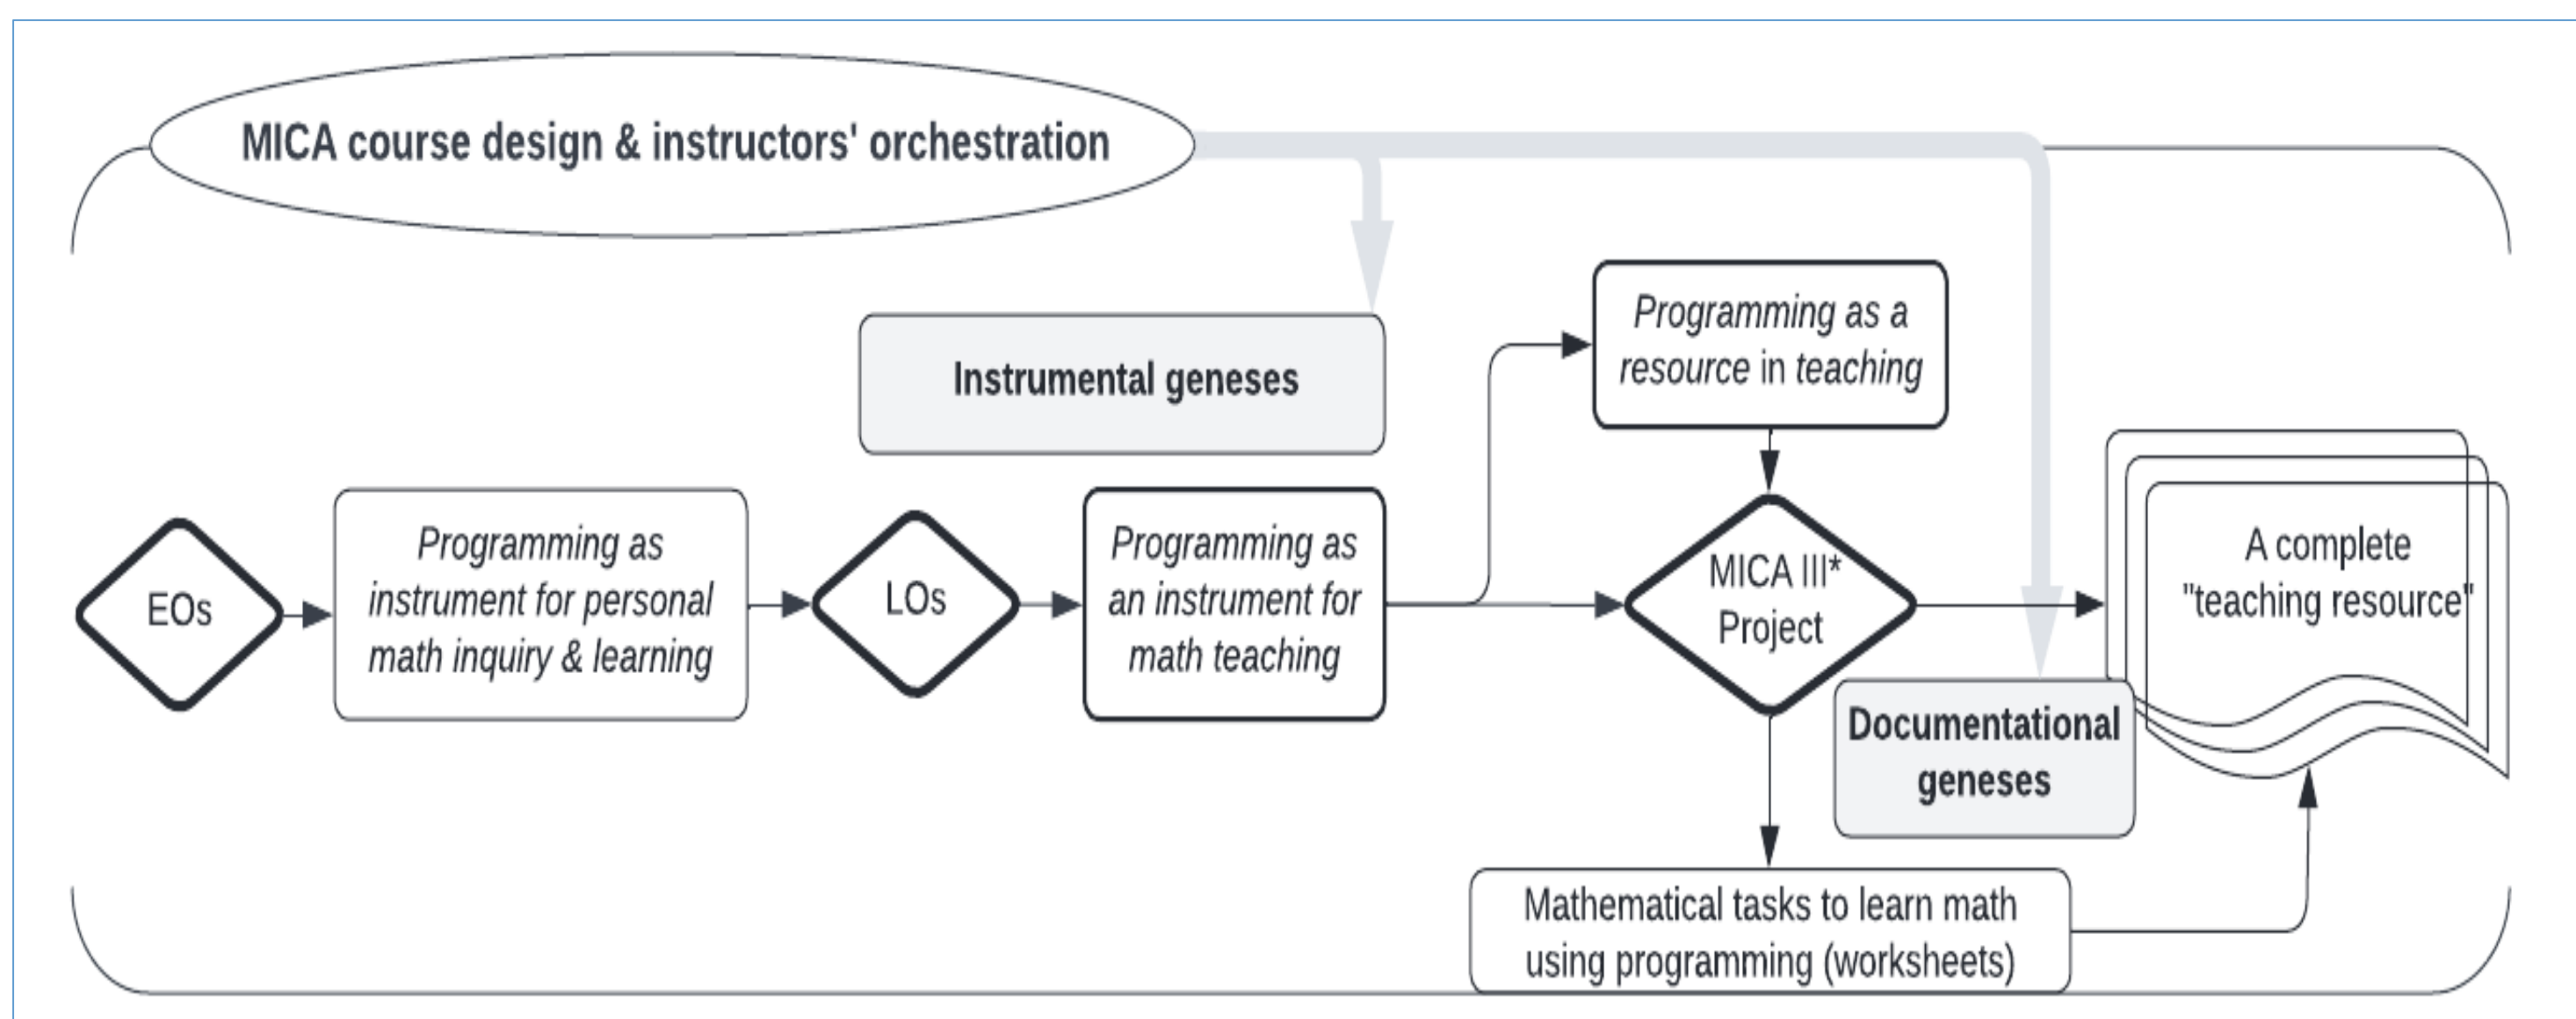 MICA course design & instructors' orchestration
Instrumental geneses
Programming as a
resource in teaching
EOs
Programming as
instrument for personal
math inquiry & learning
LOs
Programming as
an instrument for
math teaching
MICA III*
Project
A complete
"teaching resource"
Documentational
geneses
Mathematical tasks to learn math
using programming (worksheets)